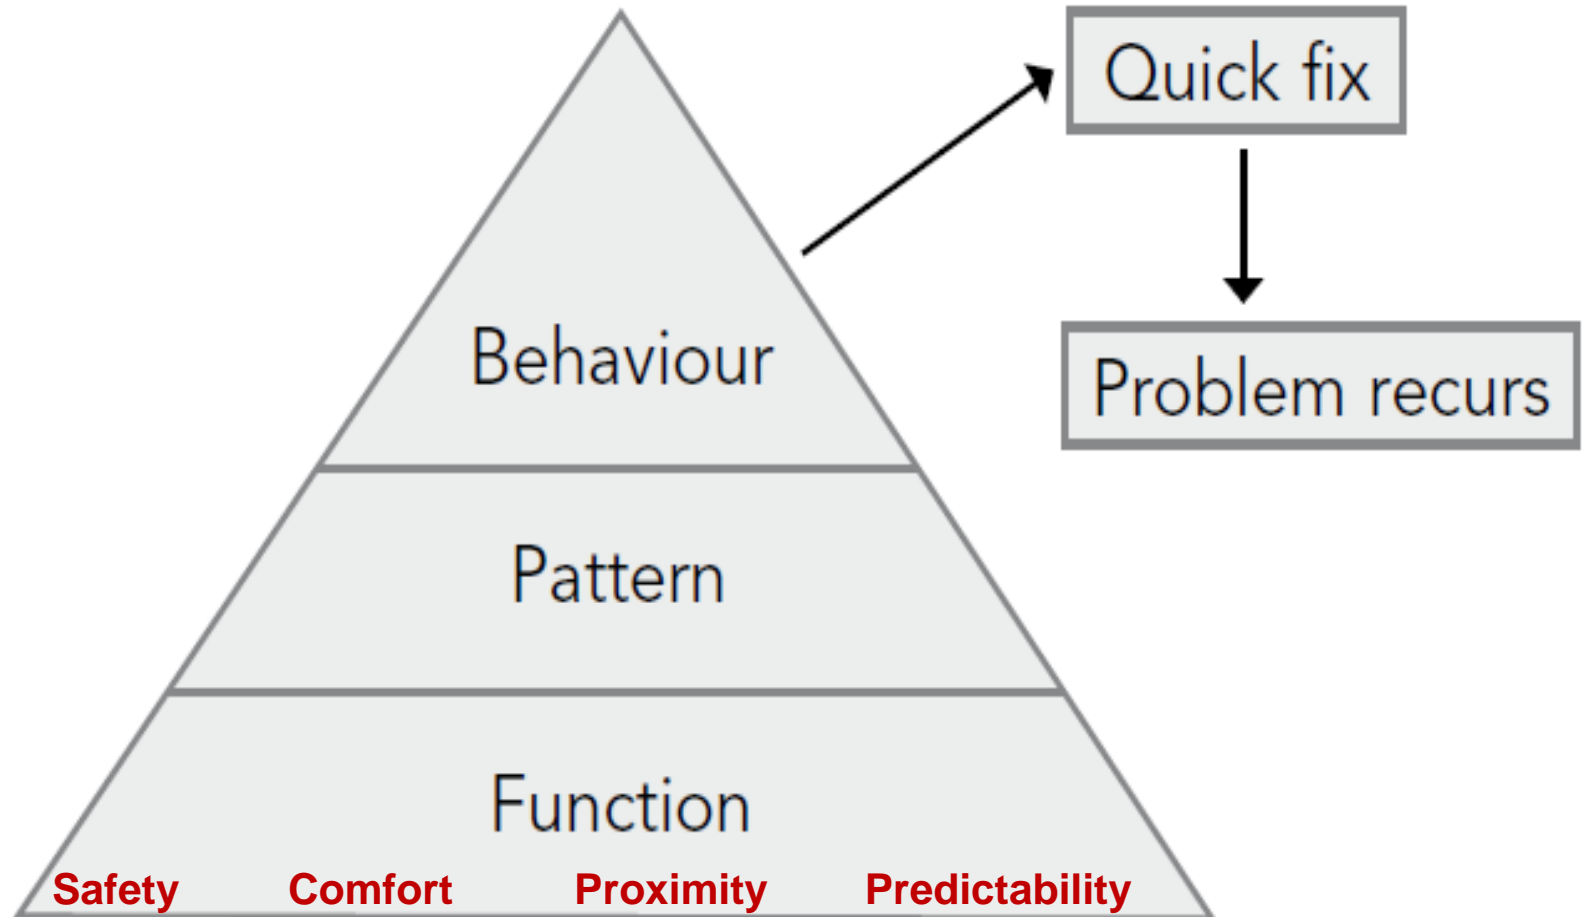 Quick fix
Behaviour
Problem recurs
Pattern
Function
Safety Comfort Proximity Predictability